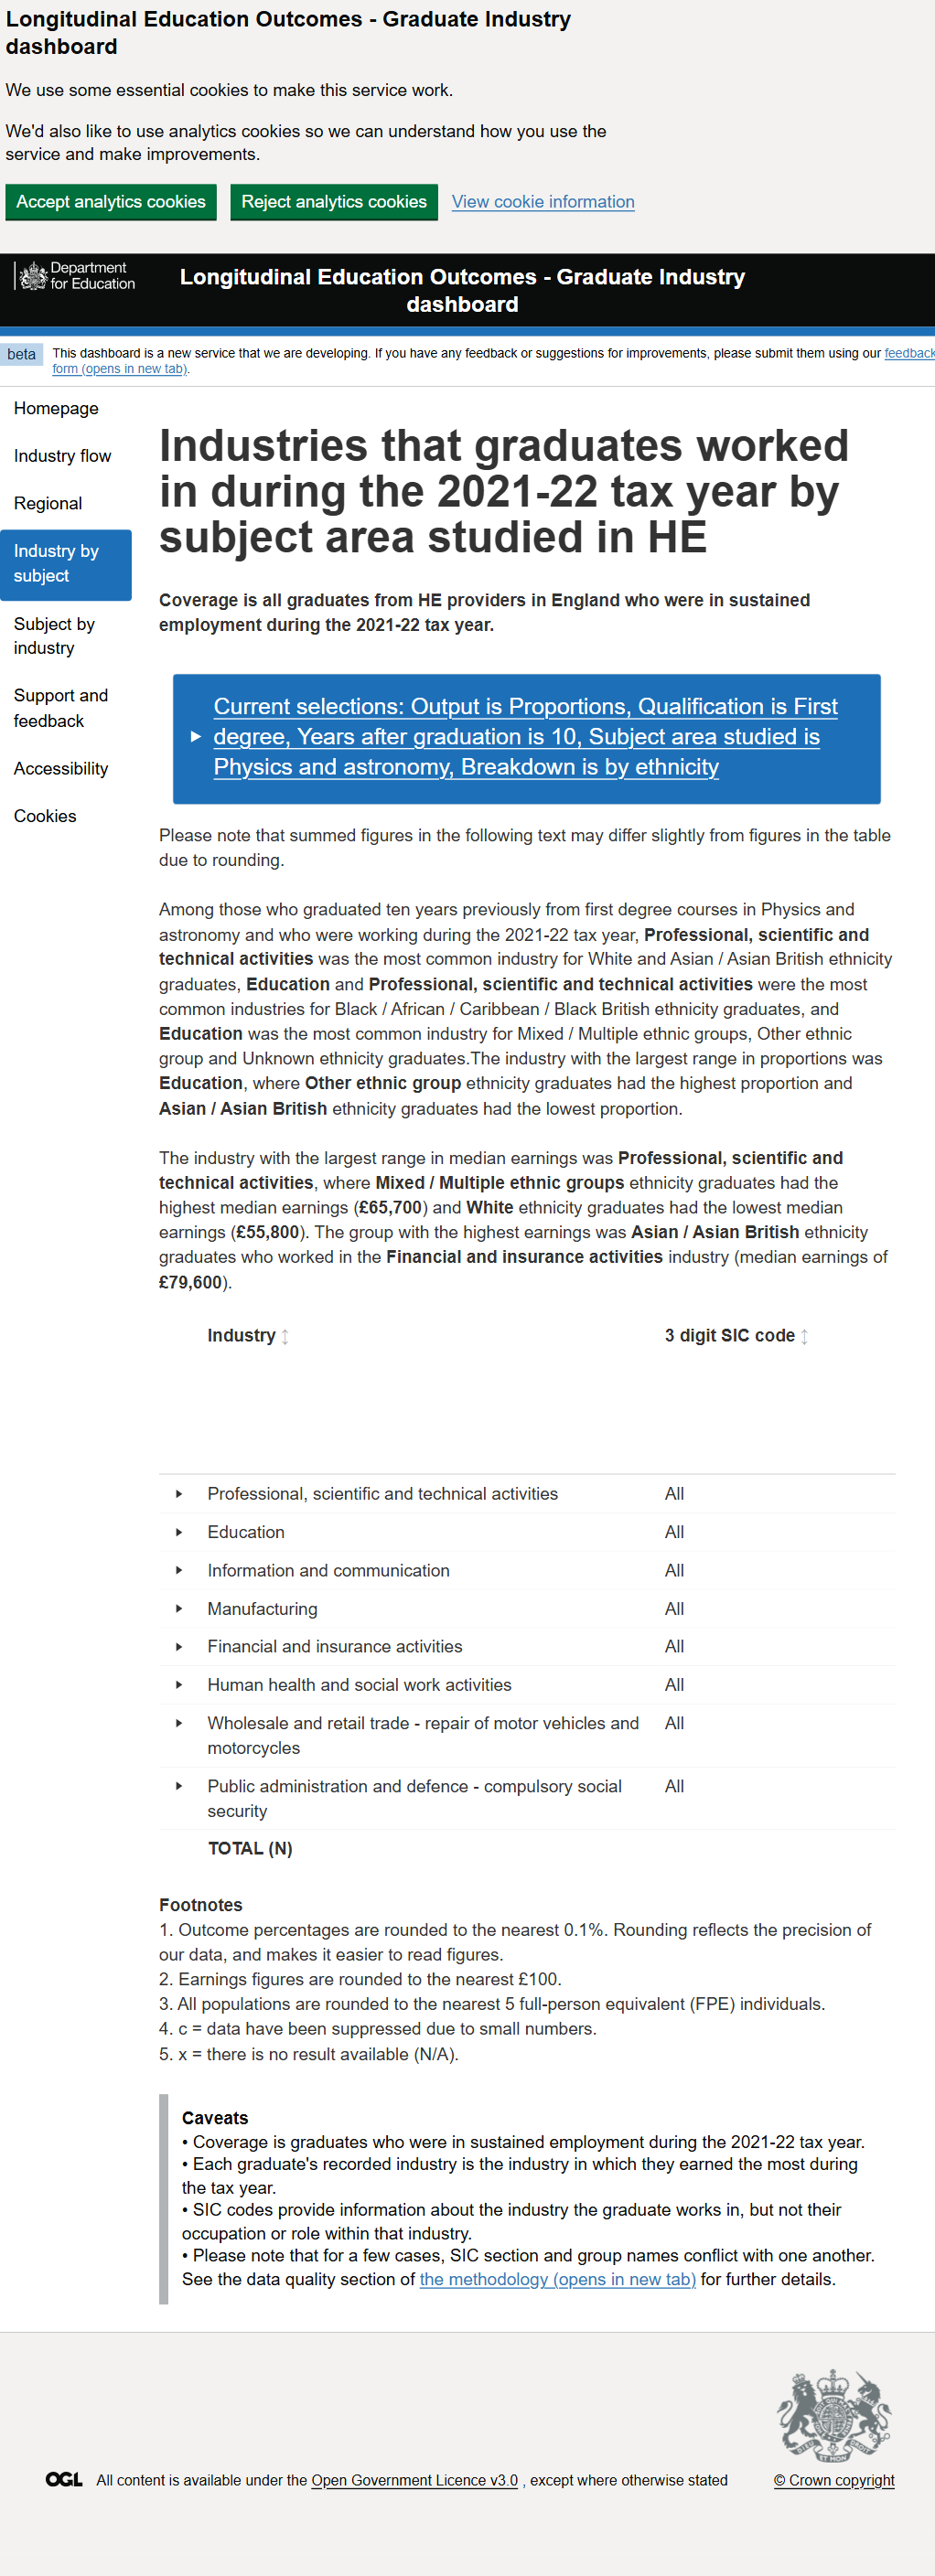 Longitudinal Education Outcomes - Graduate Industry
dashboard
We use some essential cookies to make this service work.
We'd also like to use analytics cookies so we can understand how you use the
service and make improvements.
Accept analytics cookies Reject analytics cookies View cookie information
Department
for Education
Longitudinal Education Outcomes - Graduate Industry
dashboard
beta This dashboard is a new service that we are developing. If you have any feedback or suggestions for improvements, please submit them using our feedback
form (opens in new tab).
Homepage
Industry flow
Regional
Industry by
subject
Subject by
industry
Support and
feedback
Accessibility
Cookies
Industries that graduates worked
in during the 2021-22 tax year by
subject area studied in HE
Coverage is all graduates from HE providers in England who were in sustained
employment during the 2021-22 tax year.
Current selections: Output is Proportions, Qualification is First
degree, Years after graduation is 10, Subject area studied is
Physics and astronomy, Breakdown is by ethnicity
Please note that summed figures in the following text may differ slightly from figures in the table
due to rounding.
Among those who graduated ten years previously from first degree courses in Physics and
astronomy and who were working during the 2021-22 tax year, Professional, scientific and
technical activities was the most common industry for White and Asian / Asian British ethnicity
graduates, Education and Professional, scientific and technical activities were the most
common industries for Black / African / Caribbean / Black British ethnicity graduates, and
Education was the most common industry for Mixed / Multiple ethnic groups, Other ethnic
group and Unknown ethnicity graduates.The industry with the largest range in proportions was
Education, where Other ethnic group ethnicity graduates had the highest proportion and
Asian / Asian British ethnicity graduates had the lowest proportion.
The industry with the largest range in median earnings was Professional, scientific and
technical activities, where Mixed / Multiple ethnic groups ethnicity graduates had the
highest median earnings (£65,700) and White ethnicity graduates had the lowest median
earnings (£55,800). The group with the highest earnings was Asian / Asian British ethnicity
graduates who worked in the Financial and insurance activities industry (median earnings of
£79,600).
Industry 3 digit SIC code
Professional, scientific and technical activities All
Education All
Information and communication All
Manufacturing All
Financial and insurance activities All
Human health and social work activities All
Wholesale and retail trade - repair of motor vehicles and All
motorcycles
Public administration and defence - compulsory social All
security
TOTAL (N)
Footnotes
1. Outcome percentages are rounded to the nearest 0.1%. Rounding reflects the precision of
our data, and makes it easier to read figures.
2. Earnings figures are rounded to the nearest £100.
3. All populations are rounded to the nearest 5 full-person equivalent (FPE) individuals.
4. c = data have been suppressed due to small numbers.
5. x = there is no result available (N/A).
Caveats
• Coverage is graduates who were in sustained employment during the 2021-22 tax year.
• Each graduate's recorded industry is the industry in which they earned the most during
the tax year.
• SIC codes provide information about the industry the graduate works in, but not their
occupation or role within that industry.
• Please note that for a few cases, SIC section and group names conflict with one another.
See the data quality section of the methodology (opens in new tab) for further details.
OGL All content is available under the Open Government Licence v3.0 , except where otherwise stated © Crown copyright